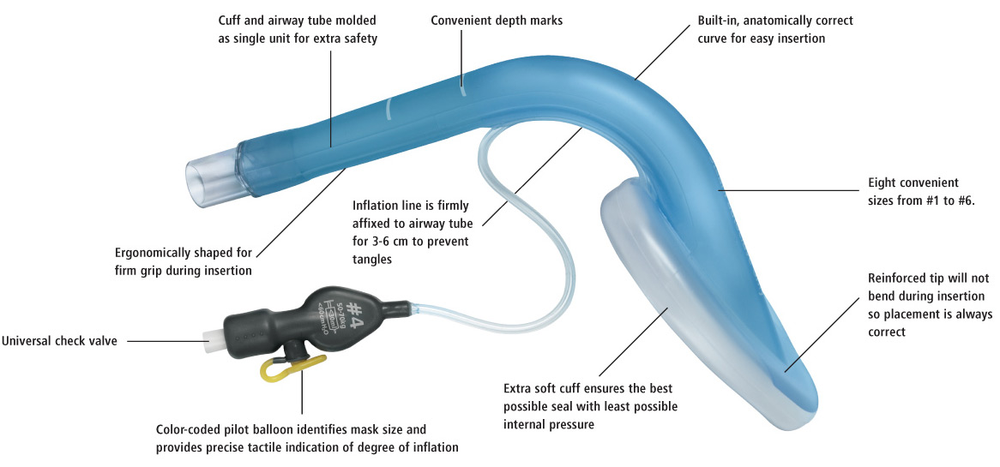 Cuff and airway tube molded
as single unit for extra safety
Convenient depth marks
Built-in, anatomically correct
curve for easy insertion
Eight convenient
sizes from #1 to #6.
Inflation line is firmly
affixed to airway tube
for 3-6 cm to prevent
tangles
Ergonomically shaped for
firm grip during insertion
Reinforced tip will not
bend during insertion
so placement is always
correct
#4
50-70kg
<30ml
<60cmH₂O
Universal check valve
Extra soft cuff ensures the best
possible seal with least possible
internal pressure
Color-coded pilot balloon identifies mask size and
provides precise tactile indication of degree of inflation